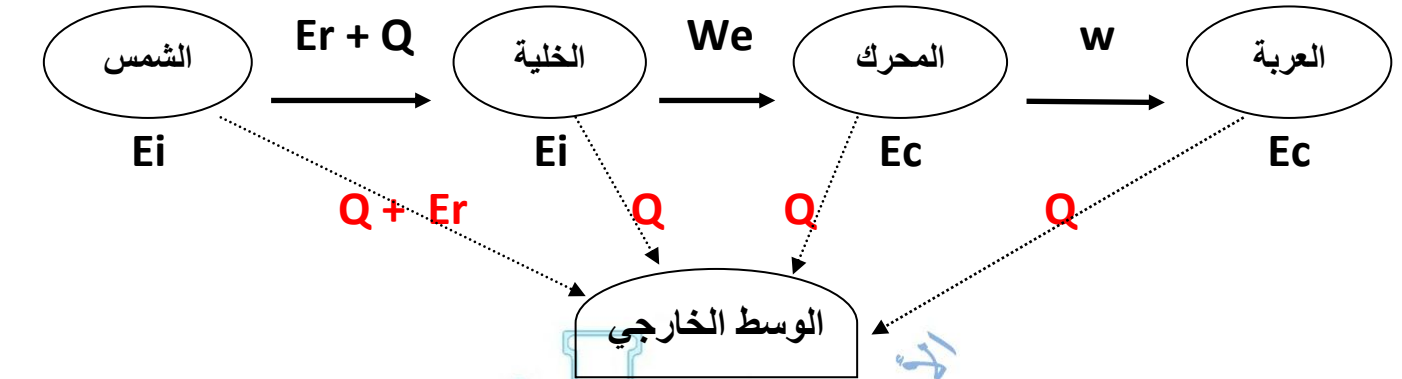 الشمس Er + Q الخلية We المحرك w العربة
Ei Ei Ec Ec
Q + Er Q Q Q
الوسط الخارجي